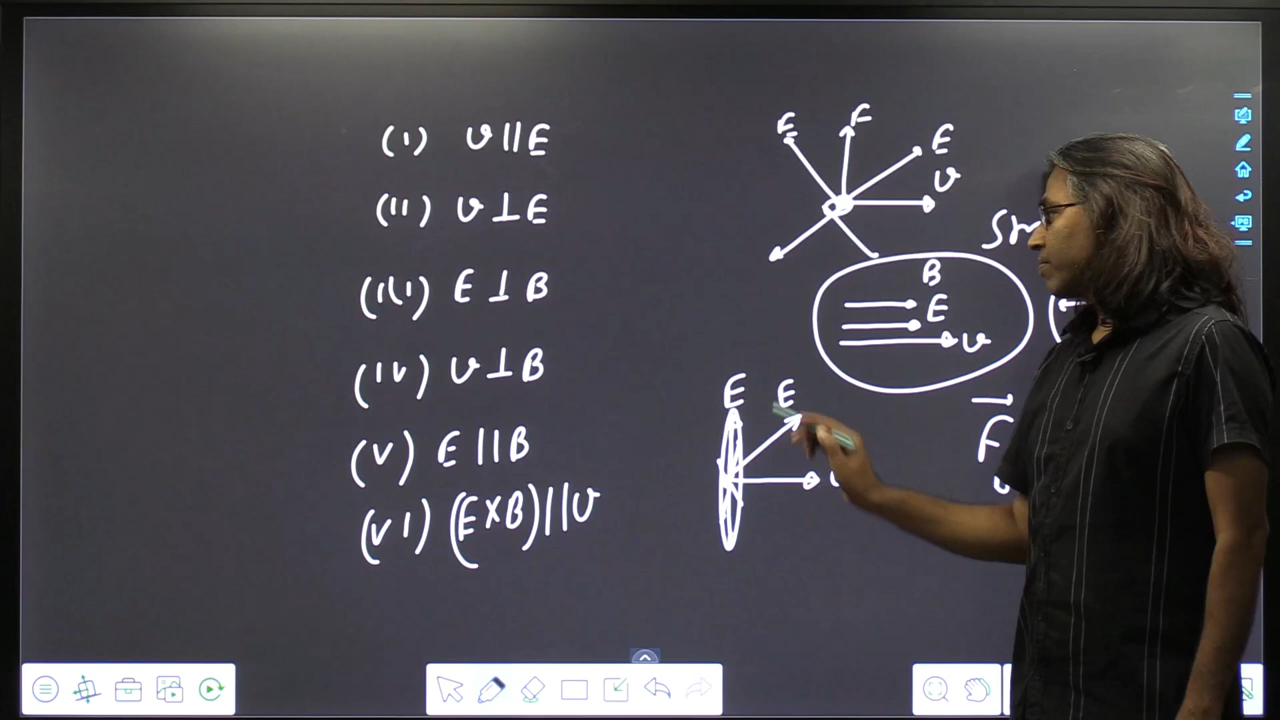 (i) v || E
(ii) v ⊥ E
(iii) E ⊥ B
(iv) v ⊥ B
(v) E || B
(vi) (E × B) || v
E F E
v
B
E
v
E E
F